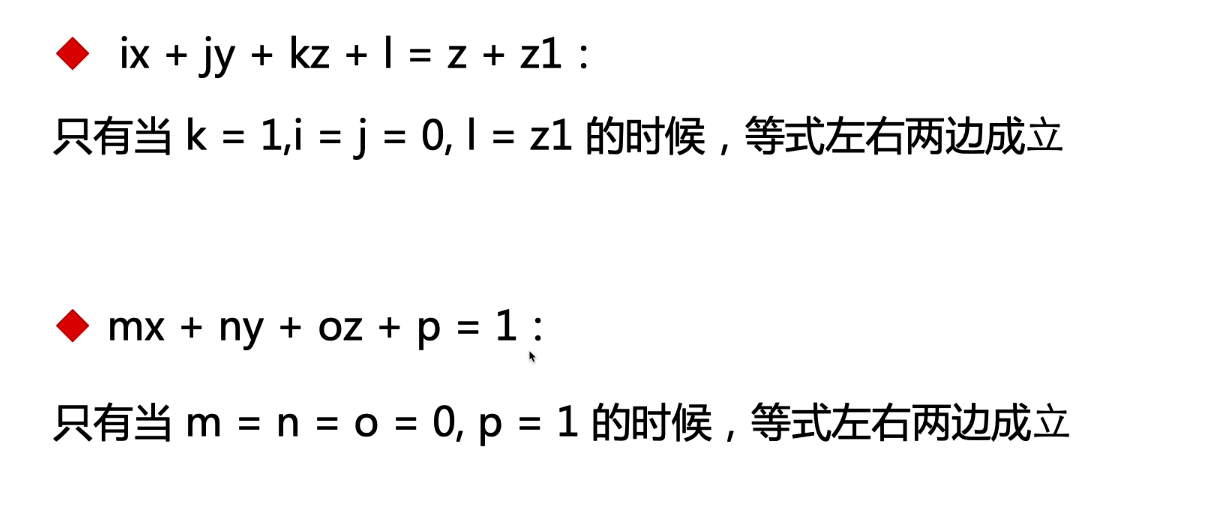 ix + jy + kz + l = z + z1：
只有当 k = 1,i = j = 0, l = z1 的时候，等式左右两边成立
mx + ny + oz + p = 1：
只有当 m = n = o = 0, p = 1 的时候，等式左右两边成立